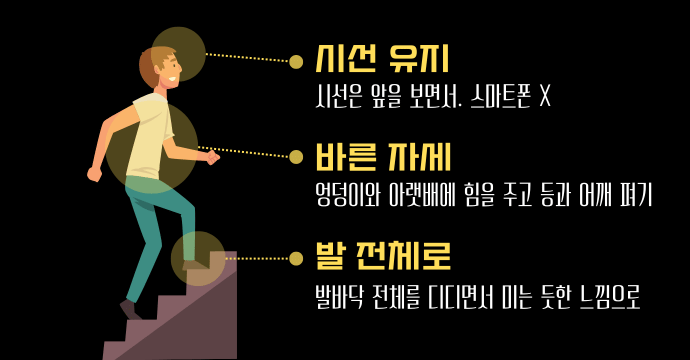 시선 유지
시선은 앞을 보면서. 스마트폰 X
바른 자세
엉덩이와 아랫배에 힘을 주고 등과 어깨 펴기
발 전체로
발바닥 전체를 디디면서 미는 듯한 느낌으로